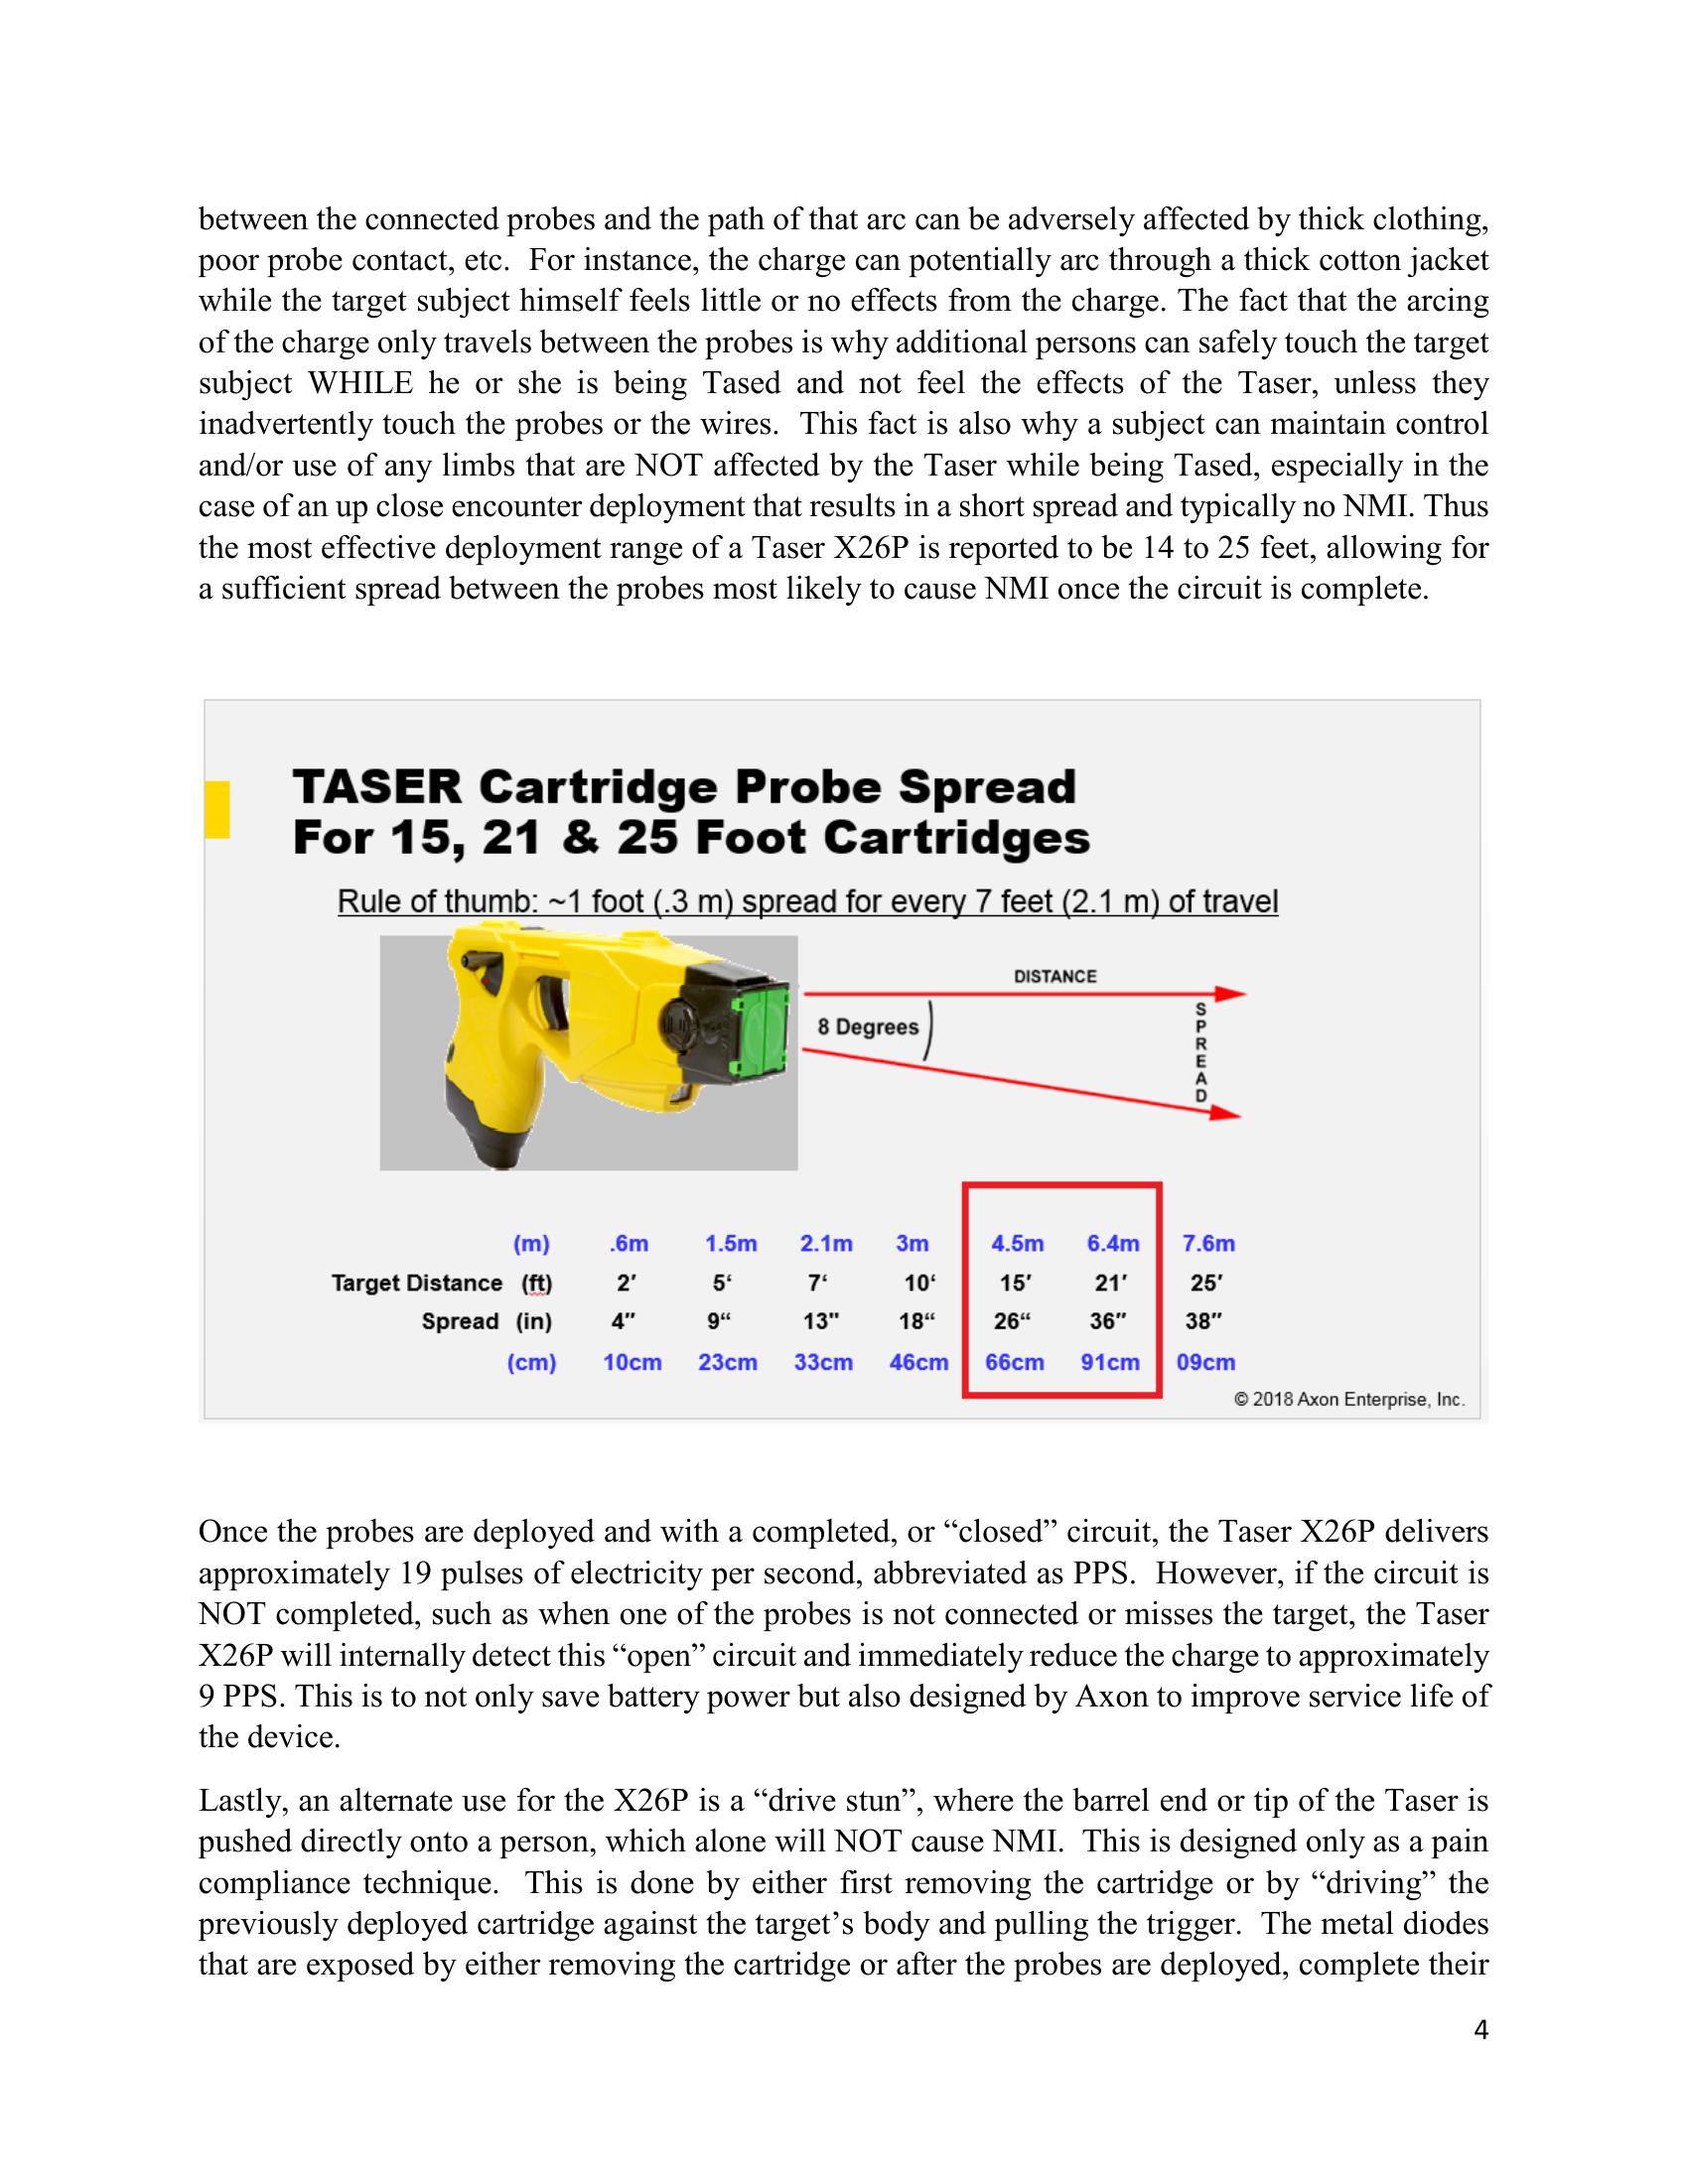 between the connected probes and the path of that arc can be adversely affected by thick clothing,
poor probe contact, etc.  For instance, the charge can potentially arc through a thick cotton jacket
while the target subject himself feels little or no effects from the charge. The fact that the arcing
of the charge only travels between the probes is why additional persons can safely touch the target
subject WHILE he or she is being Tased and not feel the effects of the Taser, unless they
inadvertently touch the probes or the wires.  This fact is also why a subject can maintain control
and/or use of any limbs that are NOT affected by the Taser while being Tased, especially in the
case of an up close encounter deployment that results in a short spread and typically no NMI. Thus
the most effective deployment range of a Taser X26P is reported to be 14 to 25 feet, allowing for
a sufficient spread between the probes most likely to cause NMI once the circuit is complete.
TASER Cartridge Probe Spread
For 15, 21 & 25 Foot Cartridges
Rule of thumb: ~1 foot (.3 m) spread for every 7 feet (2.1 m) of travel
DISTANCE
8 Degrees
SPREAD
(m) .6m 1.5m 2.1m 3m 4.5m 6.4m 7.6m
Target Distance (ft) 2′ 5‘ 7‘ 10‘ 15′ 21′ 25′
Spread (in) 4″ 9“ 13" 18“ 26“ 36″ 38″
(cm) 10cm 23cm 33cm 46cm 66cm 91cm 09cm
© 2018 Axon Enterprise, Inc.
Once the probes are deployed and with a completed, or “closed” circuit, the Taser X26P delivers
approximately 19 pulses of electricity per second, abbreviated as PPS.  However, if the circuit is
NOT completed, such as when one of the probes is not connected or misses the target, the Taser
X26P will internally detect this “open” circuit and immediately reduce the charge to approximately
9 PPS. This is to not only save battery power but also designed by Axon to improve service life of
the device.
Lastly, an alternate use for the X26P is a “drive stun”, where the barrel end or tip of the Taser is
pushed directly onto a person, which alone will NOT cause NMI.  This is designed only as a pain
compliance technique.  This is done by either first removing the cartridge or by “driving” the
previously deployed cartridge against the target’s body and pulling the trigger.  The metal diodes
that are exposed by either removing the cartridge or after the probes are deployed, complete their
4